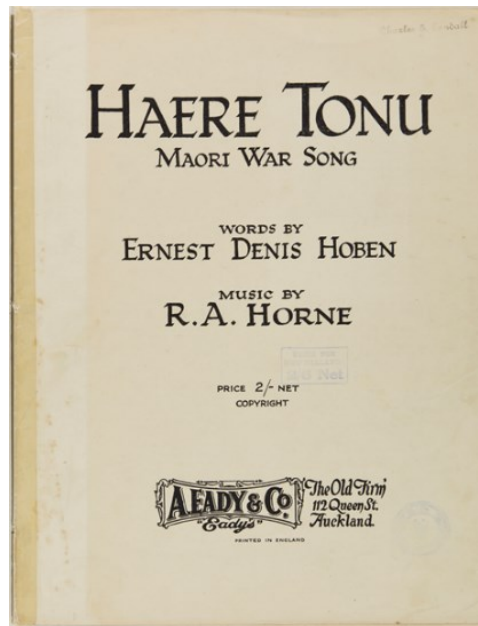 HAERE TONU
MAORI WAR SONG
WORDS BY
ERNEST DENIS HOBEN
MUSIC BY
R.A. HORNE
Net
PRICE 2/- NET
COPYRIGHT
A. EADY & CO.
"Eady's"
'The Old Firm'
112 Queen St.
Auckland.
PRINTED IN ENGLAND